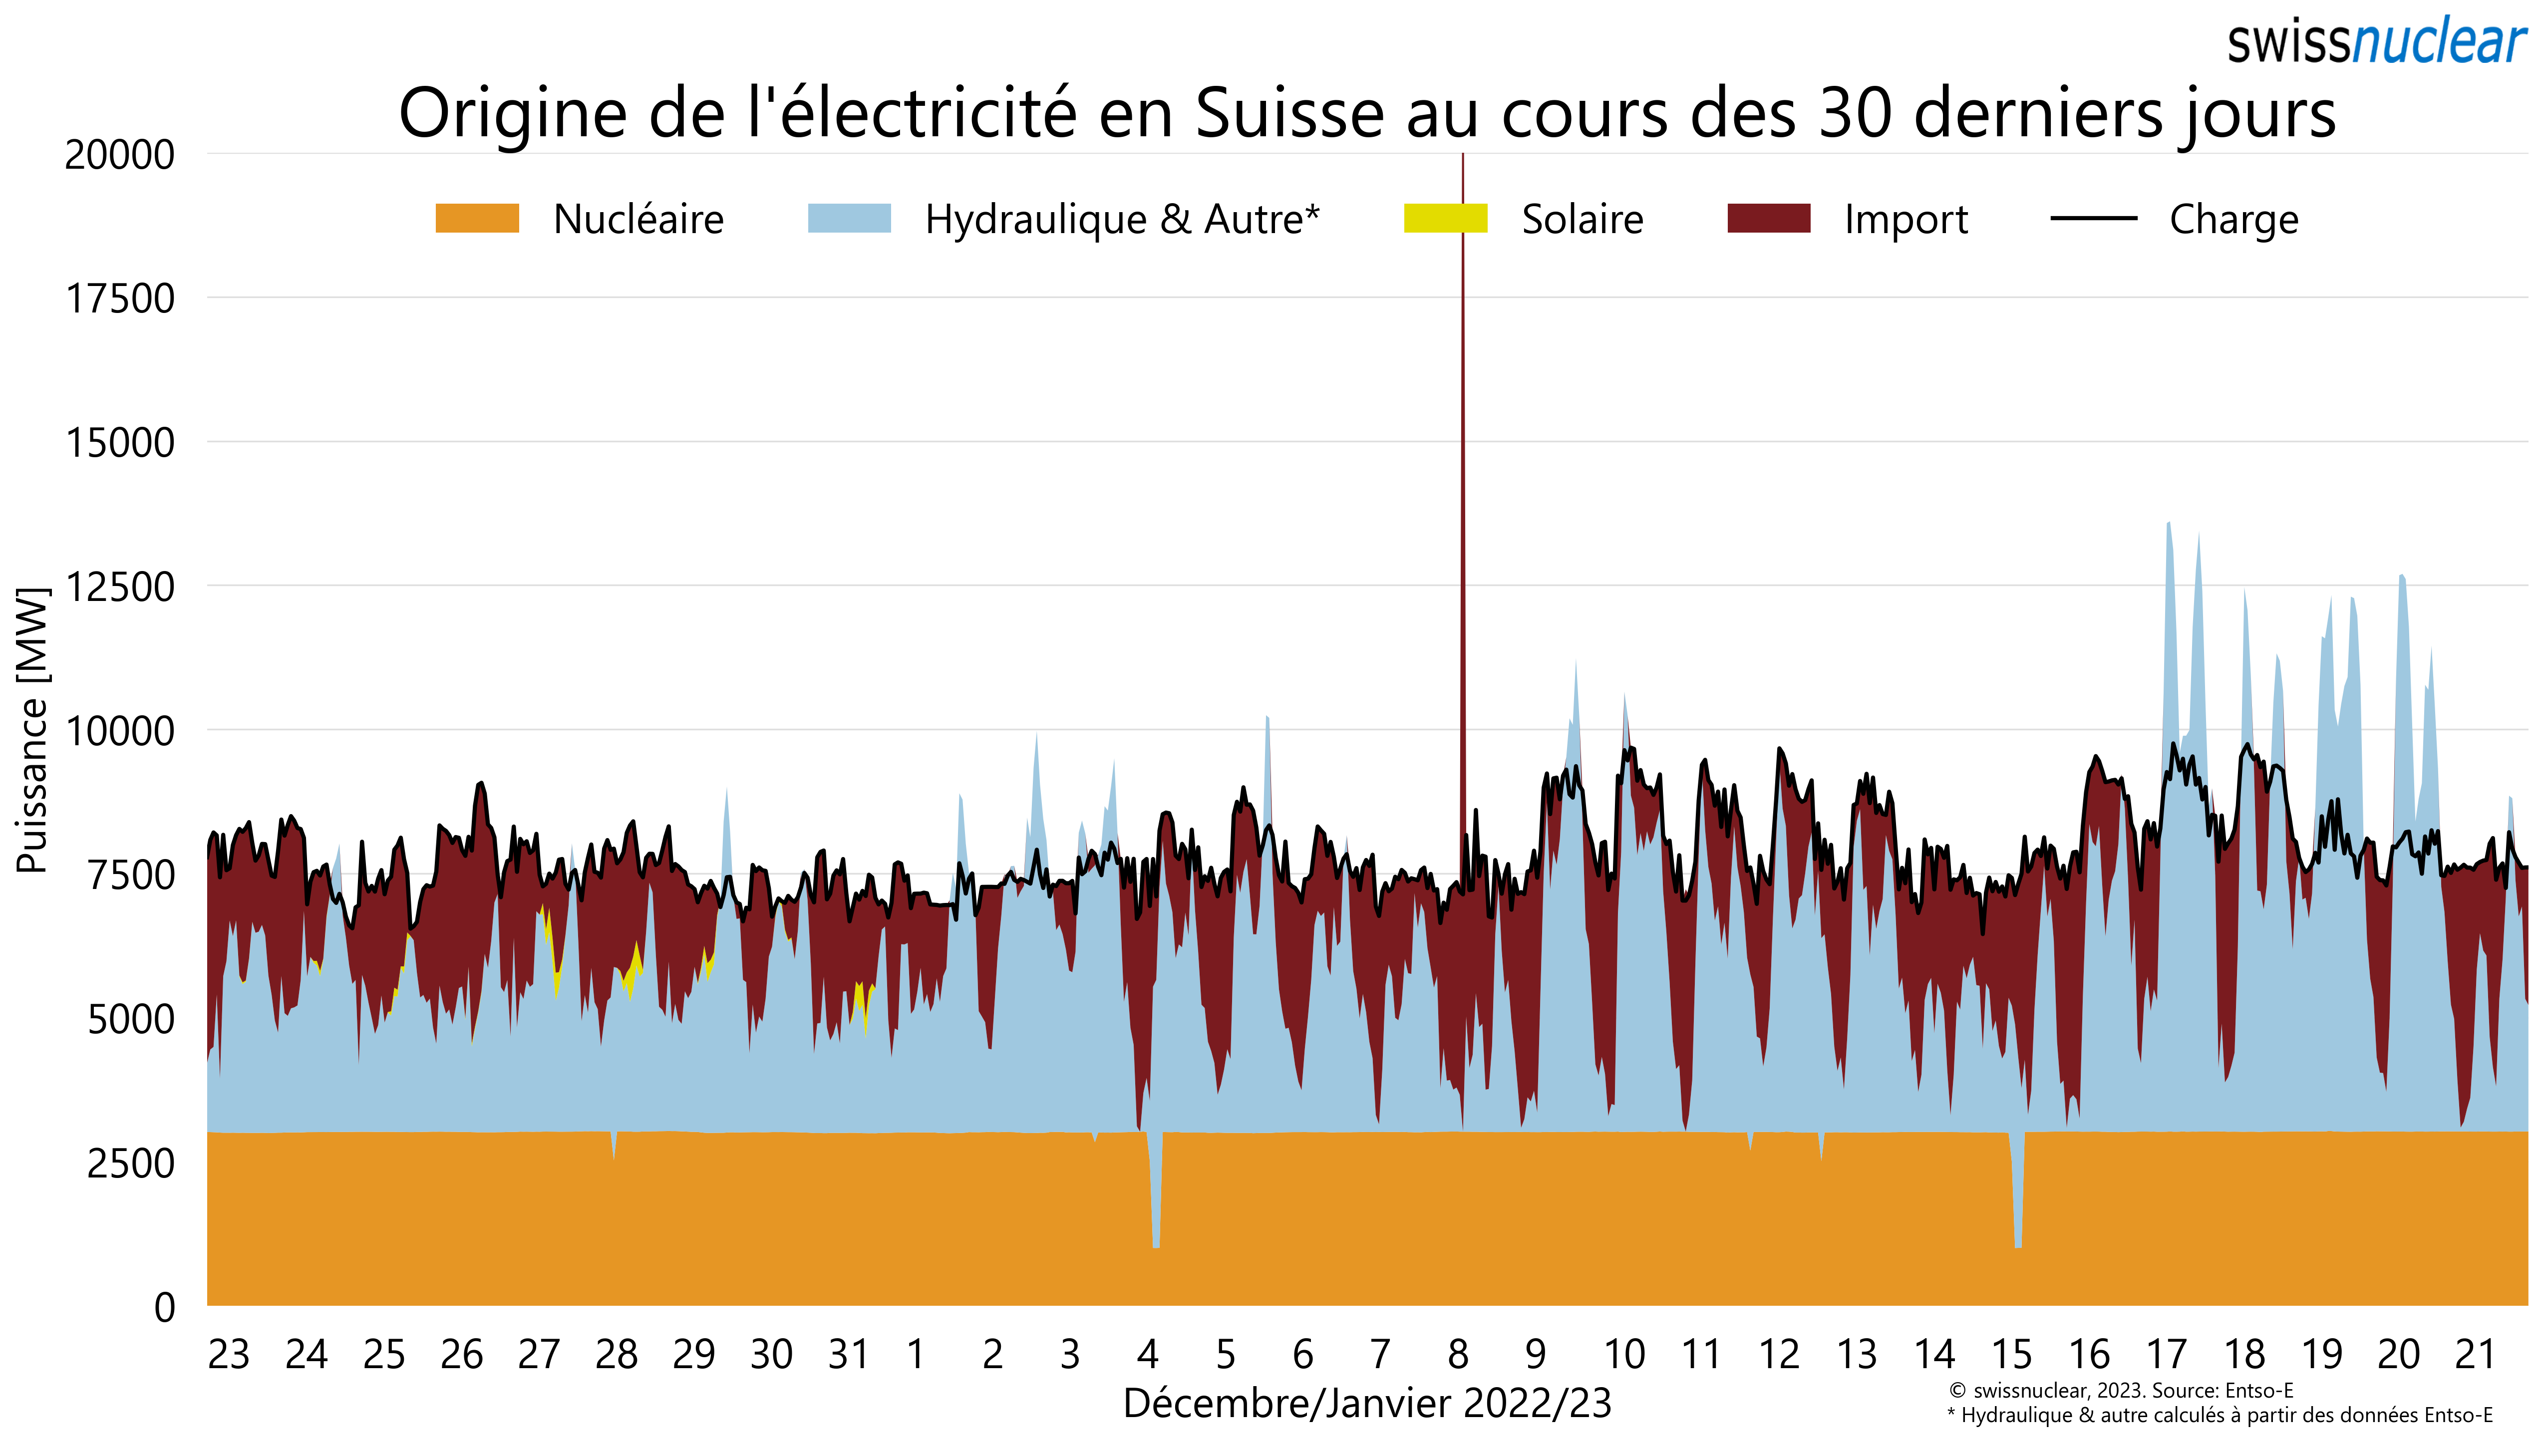 swissnuclear
Origine de l'électricité en Suisse au cours des 30 derniers jours
20000
Nucléaire Hydraulique & Autre* Solaire Import Charge
17500
15000
12500
10000
7500
5000
2500
0
Puissance [MW]
23 24 25 26 27 28 29 30 31 1 2 3 4 5 6 7 8 9 10 11 12 13 14 15 16 17 18 19 20 21
Décembre/Janvier 2022/23
© swissnuclear, 2023. Source: Entso-E
* Hydraulique & autre calculés à partir des données Entso-E